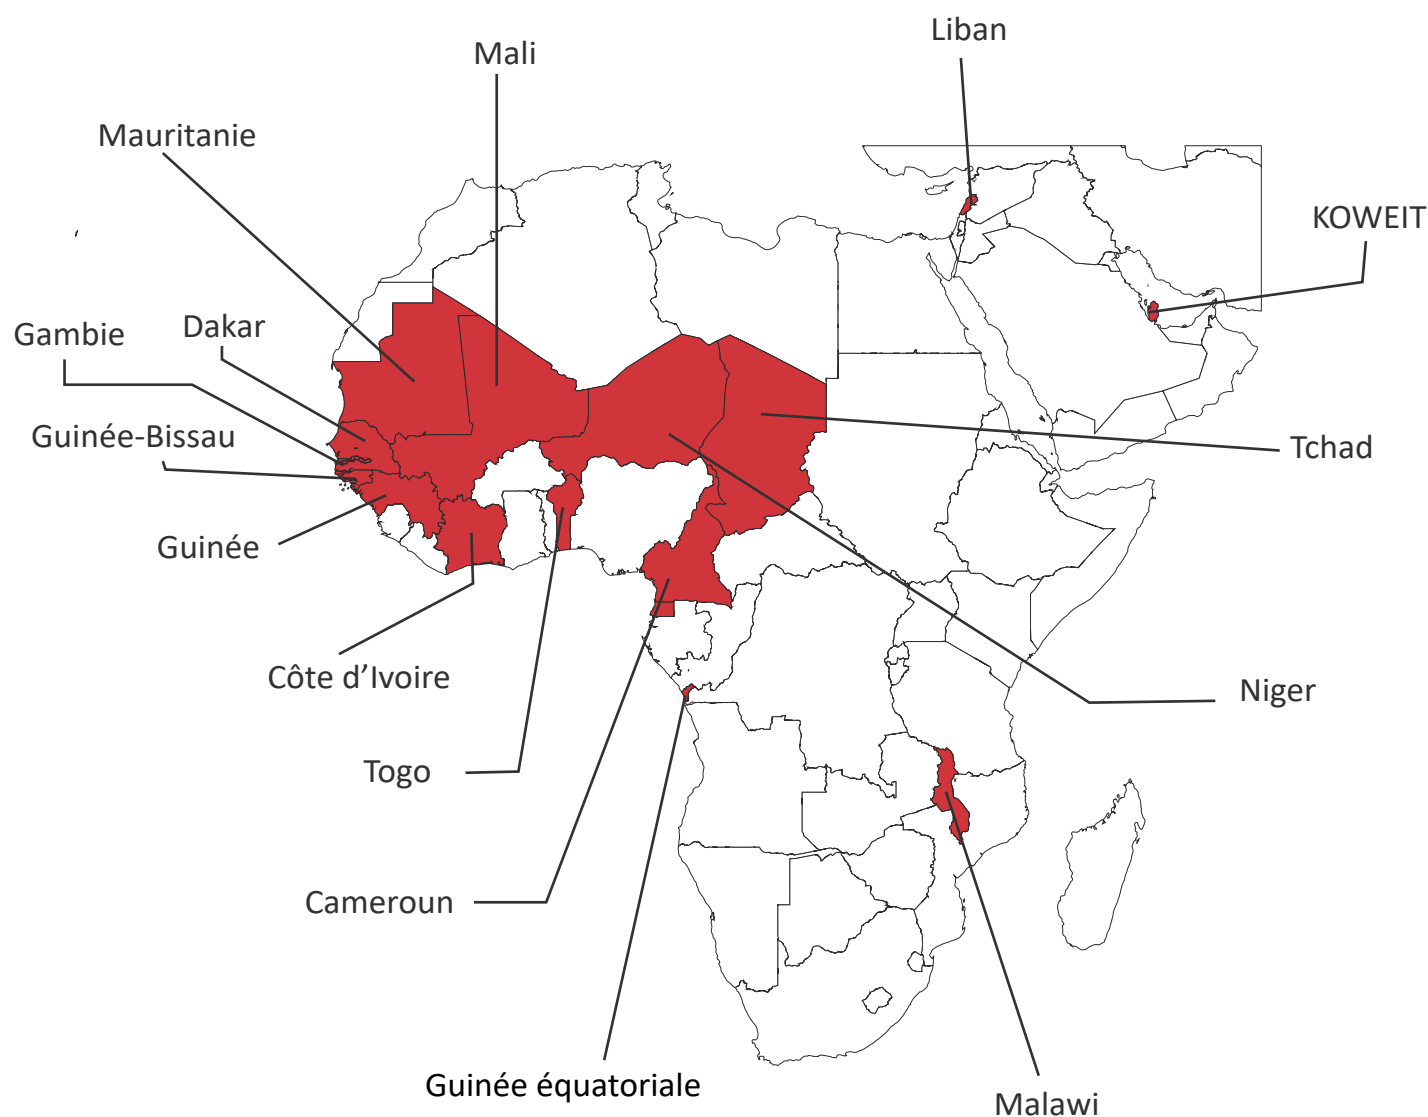 Liban
Mali
Mauritanie
KOWEIT
Dakar
Gambie
Guinée-Bissau
Tchad
Guinée
Côte d’Ivoire
Niger
Togo
Cameroun
Guinée équatoriale
Malawi